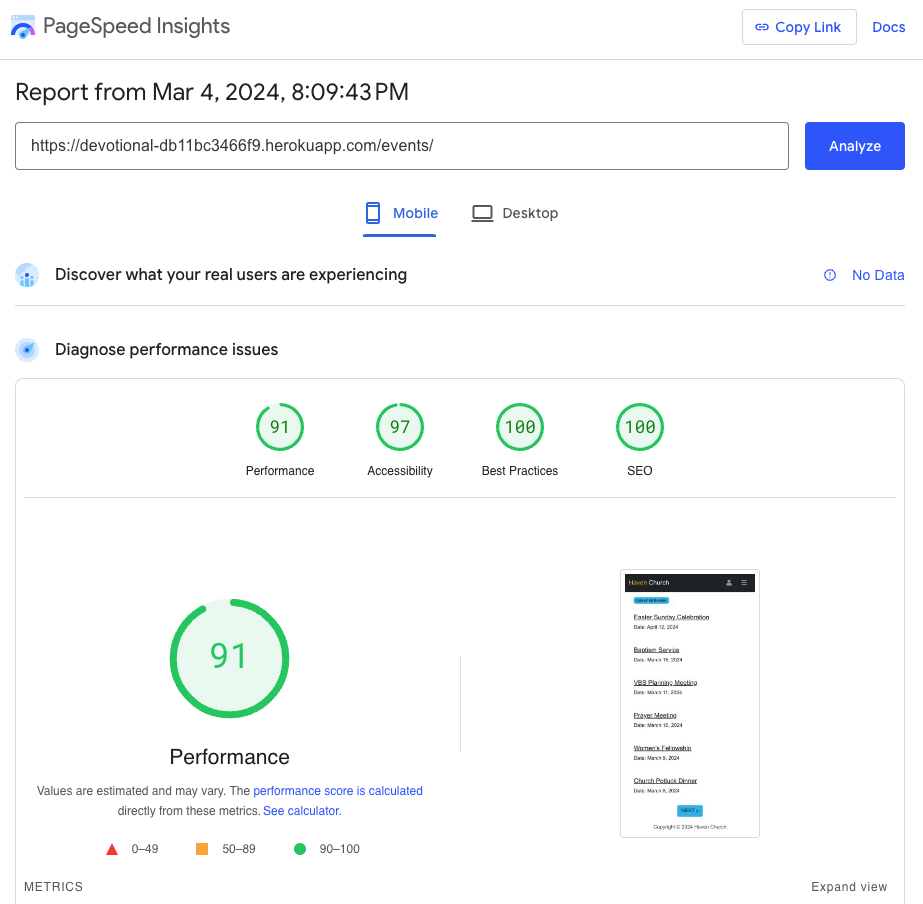 PageSpeed Insights
Copy Link
Docs
Report from Mar 4, 2024, 8:09:43 PM
https://devotional-db11bc3466f9.herokuapp.com/events/
Analyze
Mobile
Desktop
Discover what your real users are experiencing
No Data
Diagnose performance issues
91
97
100
100
Performance
Accessibility
Best Practices
SEO
91
Performance
Values are estimated and may vary. The performance score is calculated
directly from these metrics. See calculator.
0–49
50–89
90–100
Haven Church
List of all Events
Easter Sunday Celebration
Date: April 12, 2024
Baptism Service
Date: March 15, 2024
VBS Planning Meeting
Date: March 11, 2024
Prayer Meeting
Date: March 10, 2024
Women's Fellowship
Date: March 9, 2024
Church Potluck Dinner
Date: March 8, 2024
NEXT »
Copyright © 2024 Haven Church
METRICS
Expand view